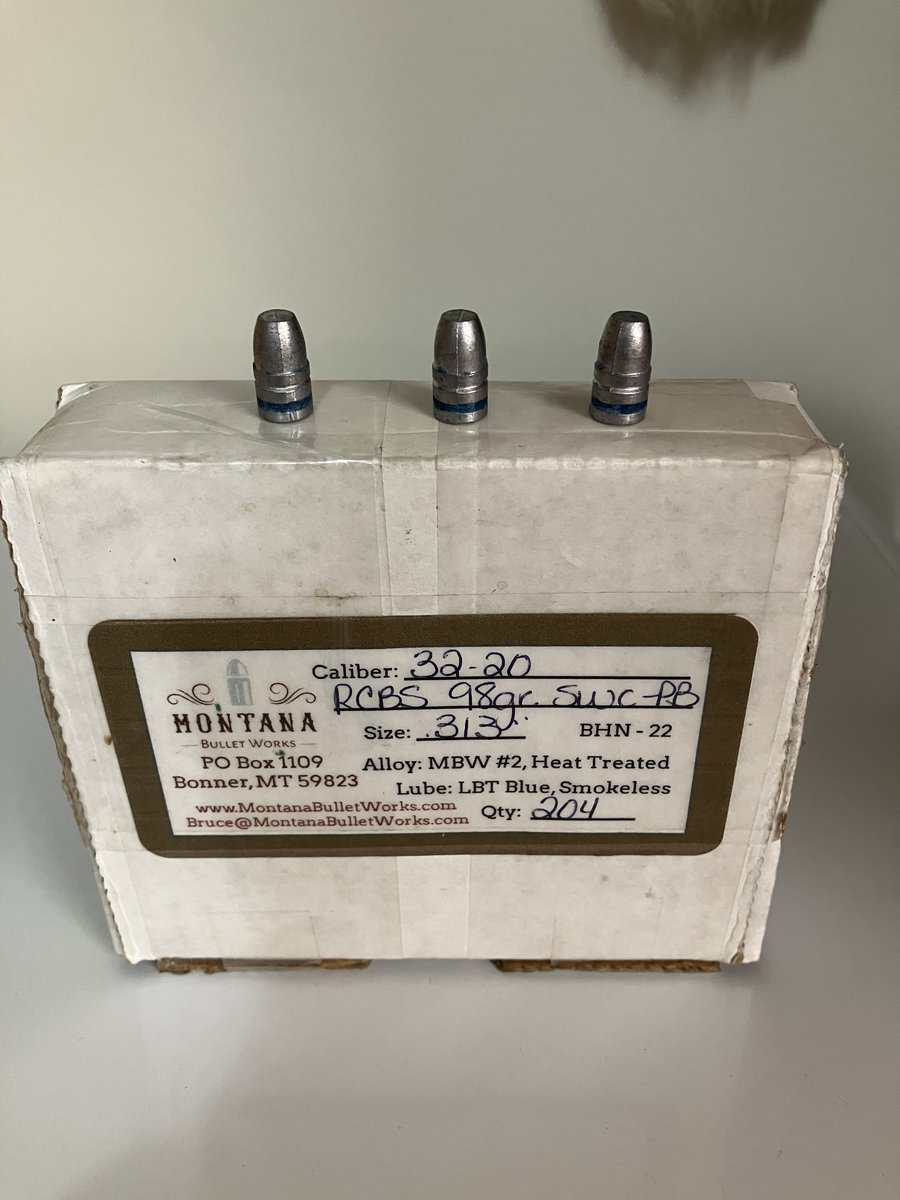 Caliber: 32-20
RCBS 98gr. SWC-PB
Size: .313" BHN - 22
Alloy: MBW #2, Heat Treated
Lube: LBT Blue, Smokeless
Qty: 204
MONTANA
BULLET WORKS
PO Box 1109
Bonner, MT 59823
www.MontanaBulletWorks.com
Bruce@MontanaBulletWorks.com